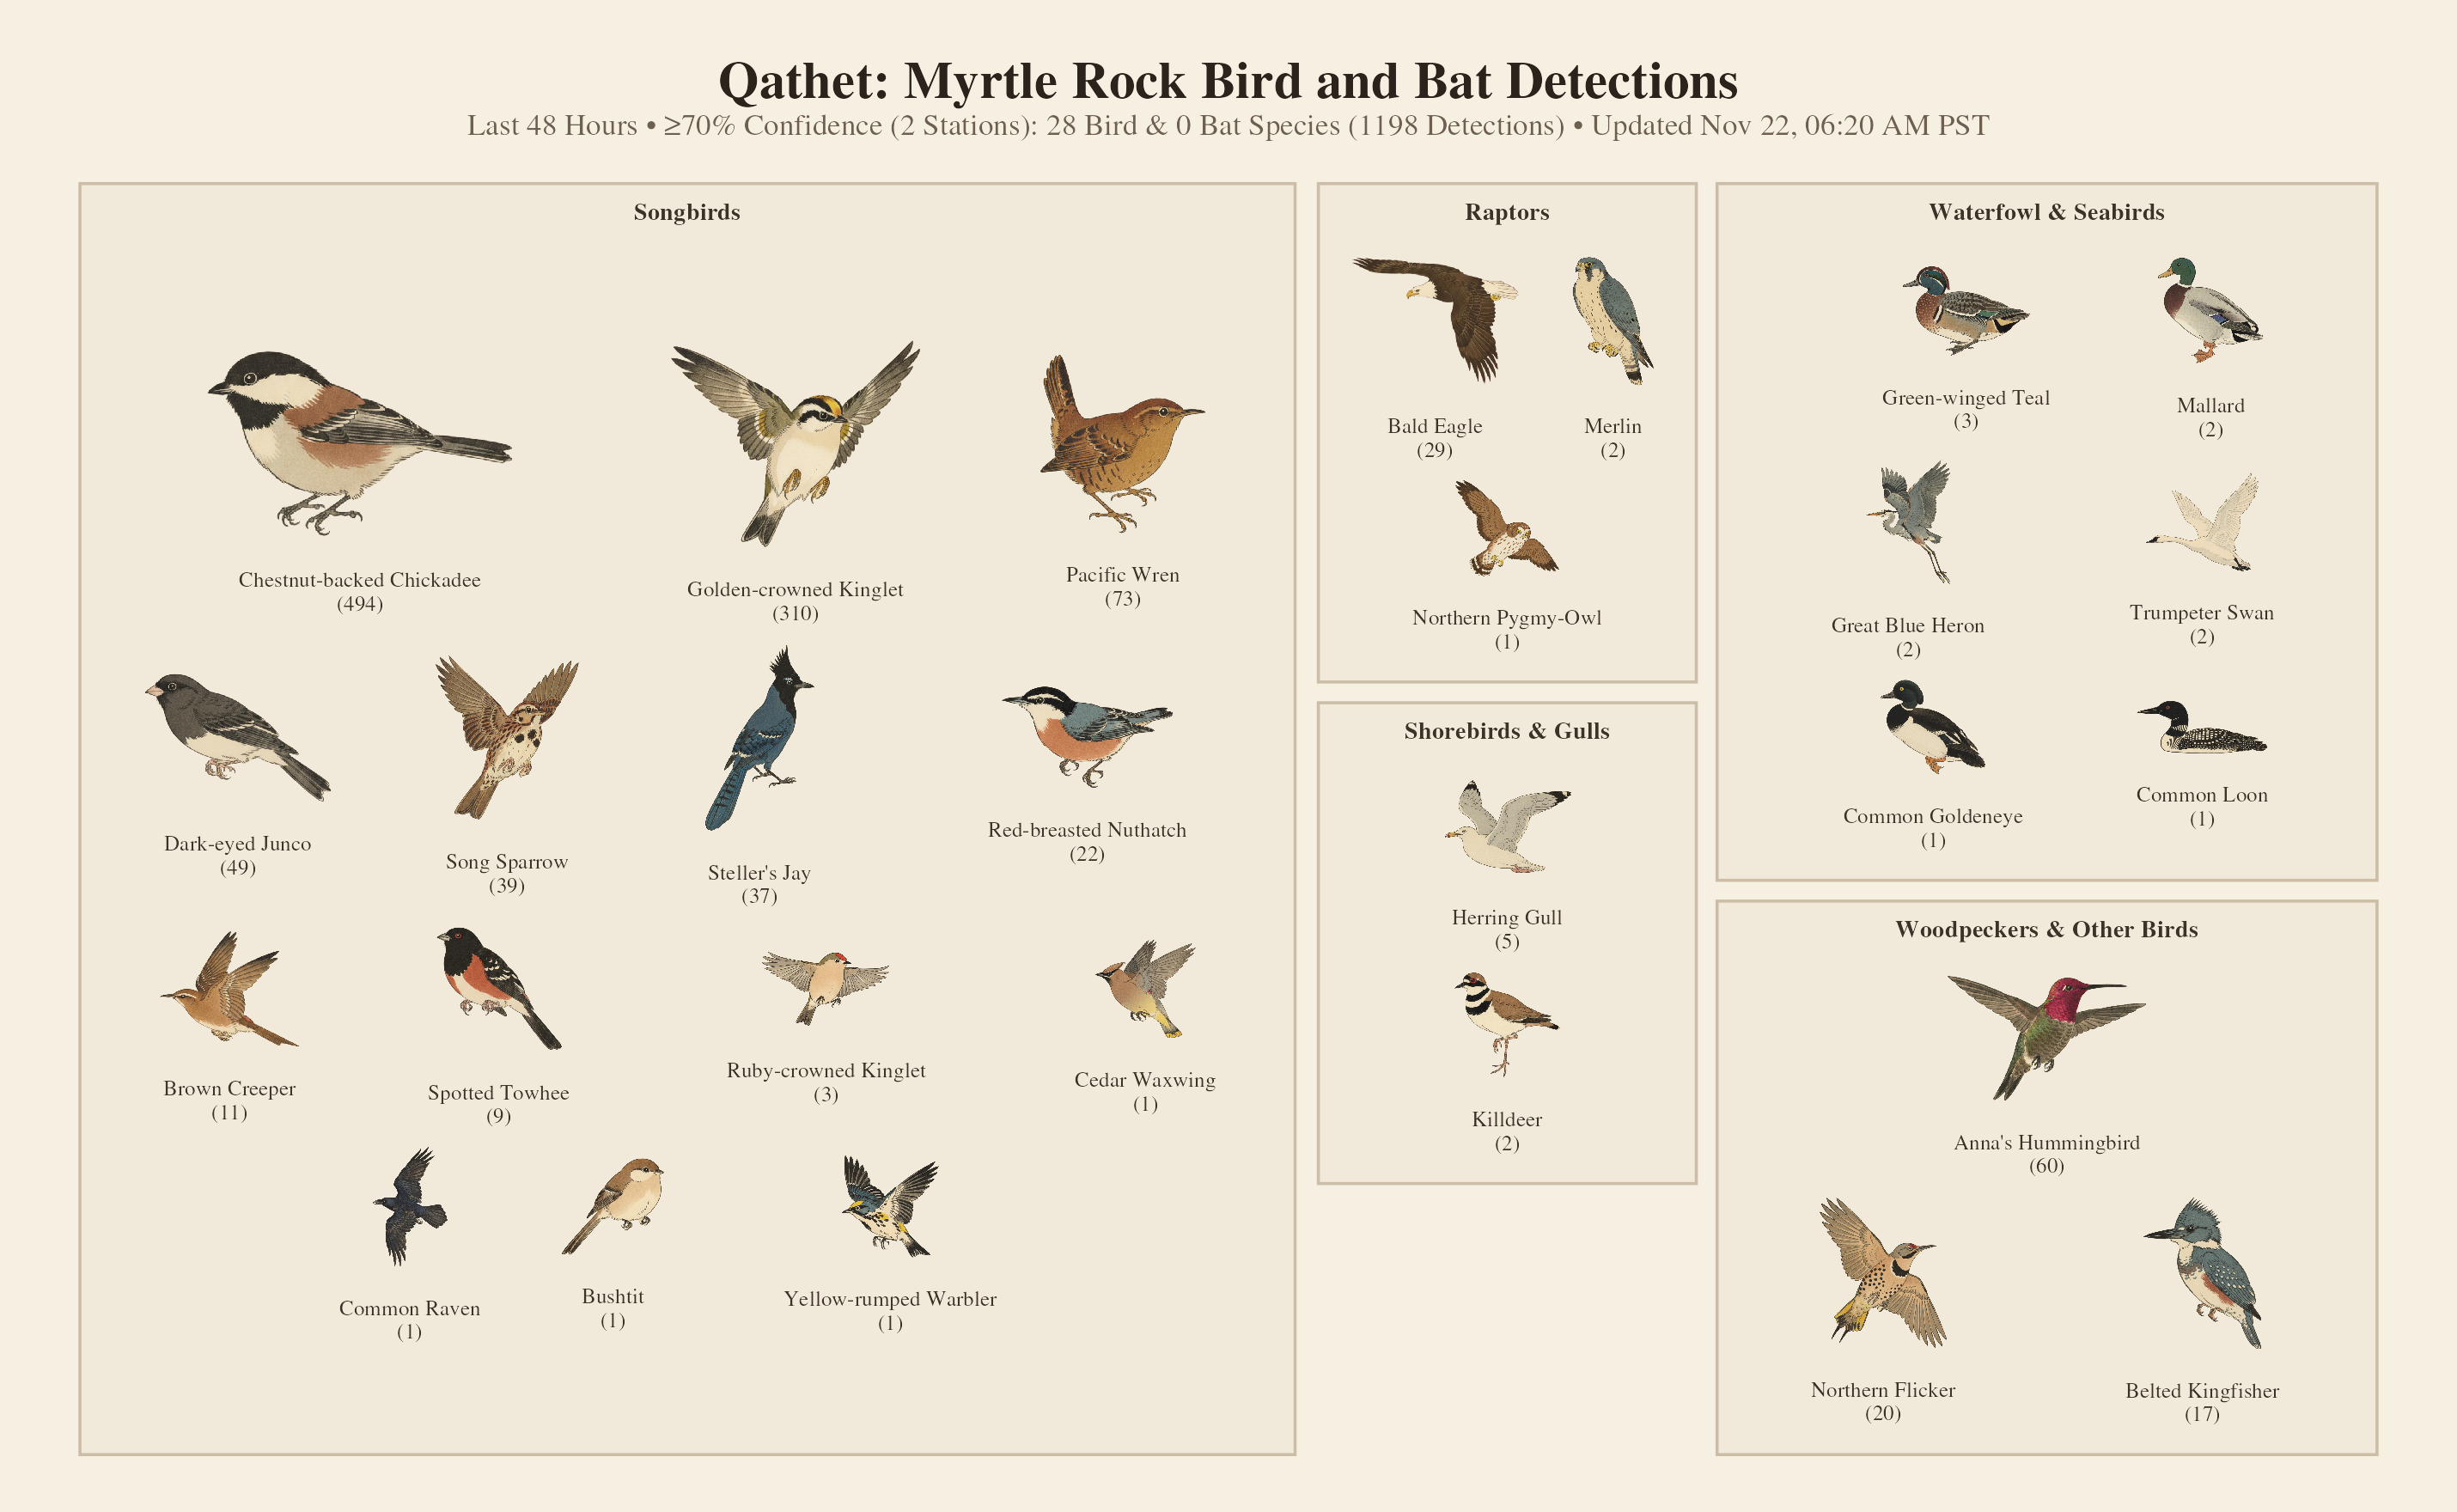 Qathet: Myrtle Rock Bird and Bat Detections
Last 48 Hours • ≥70% Confidence (2 Stations): 28 Bird & 0 Bat Species (1198 Detections) • Updated Nov 22, 06:20 AM PST
Songbirds
Chestnut-backed Chickadee
(494)
Golden-crowned Kinglet
(310)
Pacific Wren
(73)
Dark-eyed Junco
(49)
Song Sparrow
(39)
Steller's Jay
(37)
Red-breasted Nuthatch
(22)
Brown Creeper
(11)
Spotted Towhee
(9)
Ruby-crowned Kinglet
(3)
Cedar Waxwing
(1)
Common Raven
(1)
Bushtit
(1)
Yellow-rumped Warbler
(1)
Raptors
Bald Eagle
(29)
Merlin
(2)
Northern Pygmy-Owl
(1)
Shorebirds & Gulls
Herring Gull
(5)
Killdeer
(2)
Waterfowl & Seabirds
Green-winged Teal
(3)
Mallard
(2)
Great Blue Heron
(2)
Trumpeter Swan
(2)
Common Goldeneye
(1)
Common Loon
(1)
Woodpeckers & Other Birds
Anna's Hummingbird
(60)
Northern Flicker
(20)
Belted Kingfisher
(17)